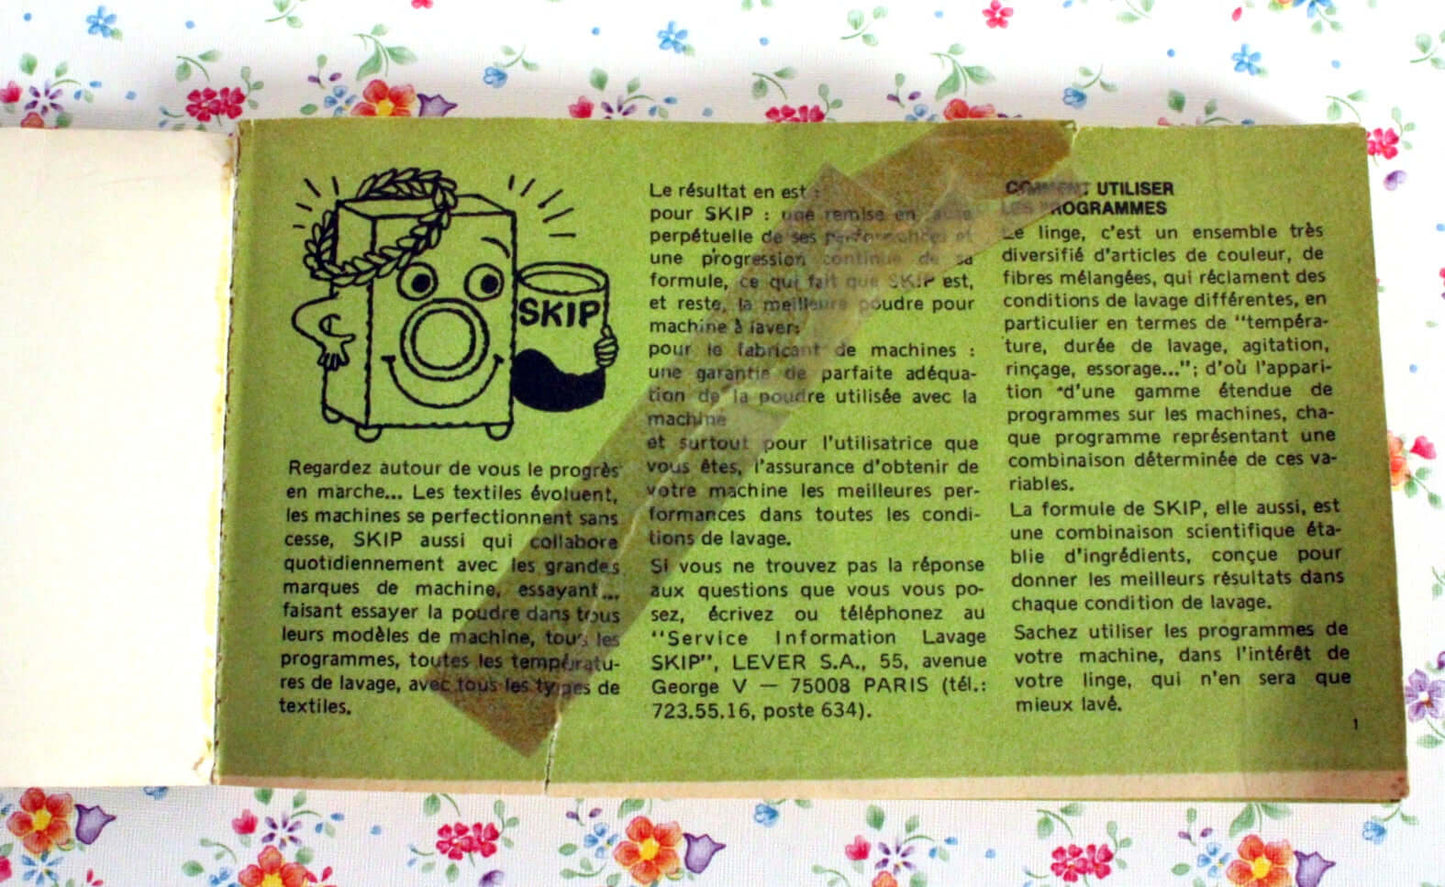 SKIP
Regardez autour de vous le progrès
en marche... Les textiles évoluent,
les machines se perfectionnent sans
cesse, SKIP aussi qui collabore
quotidiennement avec les grandes
marques de machine, essayant...
faisant essayer la poudre dans tous
leurs modèles de machine, tous les
programmes, toutes les températu-
res de lavage, avec tous les types de
textiles.
Le résultat en est :
pour SKIP : une remise en cause
perpétuelle de ses performances et
une progression continue de sa
formule, ce qui fait que SKIP est,
et reste, la meilleure poudre pour
machine à laver;
pour le fabricant de machines :
une garantie de parfaite adéqua-
tion de la poudre utilisée avec la
machine
et surtout pour l'utilisatrice que
vous êtes, l'assurance d'obtenir de
votre machine les meilleures per-
formances dans toutes les condi-
tions de lavage.
Si vous ne trouvez pas la réponse
aux questions que vous vous po-
sez, écrivez ou téléphonez au
"Service Information Lavage
SKIP", LEVER S.A., 55, avenue
George V — 75008 PARIS (tél.:
723.55.16, poste 634).
COMMENT UTILISER
LES PROGRAMMES
Le linge, c'est un ensemble très
diversifié d'articles de couleur, de
fibres mélangées, qui réclament des
conditions de lavage différentes, en
particulier en termes de "tempéra-
ture, durée de lavage, agitation,
rinçage, essorage..."; d'où l'appari-
tion d'une gamme étendue de
programmes sur les machines, cha-
que programme représentant une
combinaison déterminée de ces va-
riables.
La formule de SKIP, elle aussi, est
une combinaison scientifique éta-
blie d'ingrédients, conçue pour
donner les meilleurs résultats dans
chaque condition de lavage.
Sachez utiliser les programmes de
votre machine, dans l'intérêt de
votre linge, qui n'en sera que
mieux lavé.
1